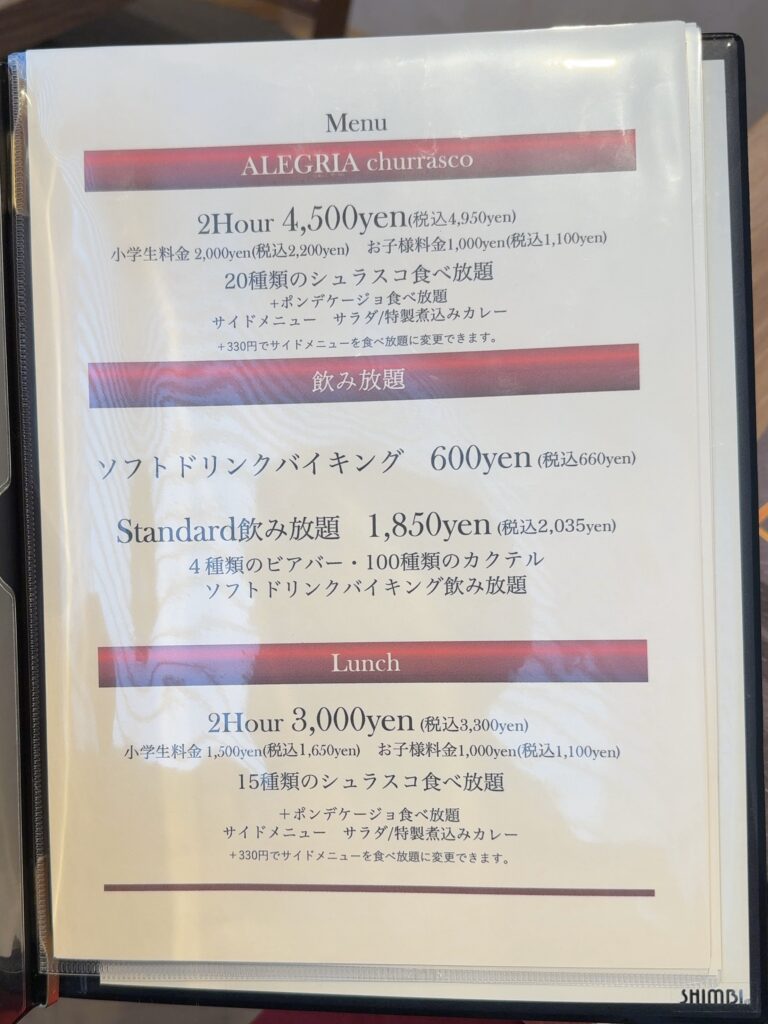 Menu
ALEGRIA churrasco
2Hour 4,500yen(税込4,950yen)
小学生料金 2,000yen(税込2,200yen) お子様料金1,000yen(税込1,100yen)
20種類のシュラスコ食べ放題
+ポンデケージョ食べ放題
サイドメニュー サラダ/特製煮込みカレー
+330円でサイドメニューを食べ放題に変更できます。
飲み放題
ソフトドリンクバイキング 600yen (税込660yen)
Standard飲み放題 1,850yen (税込2,035yen)
４種類のビアバー・100種類のカクテル
ソフトドリンクバイキング飲み放題
Lunch
2Hour 3,000yen (税込3,300yen)
小学生料金 1,500yen(税込1,650yen) お子様料金1,000yen(税込1,100yen)
15種類のシュラスコ食べ放題
＋ポンデケージョ食べ放題
サイドメニュー サラダ/特製煮込みカレー
+330円でサイドメニューを食べ放題に変更できます。
SHIMBI